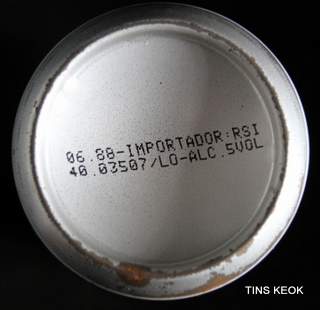 06.88-IMPORTADOR:RSI
40.03507/LO-ALC.5VOL
TINS KEOK